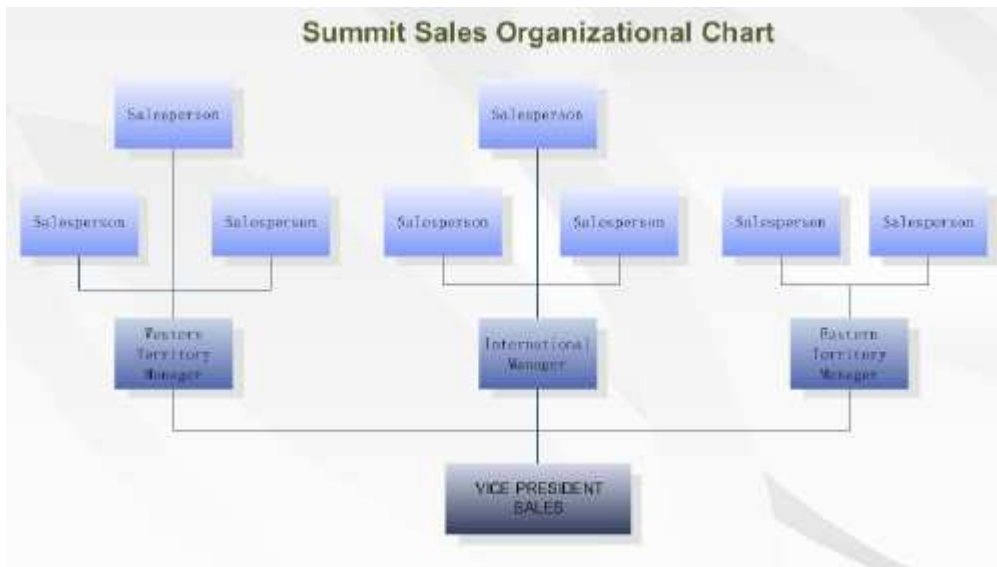 Summit Sales Organizational Chart
Salesperson
Salesperson
Salesperson
Salesperson
Salesperson
Salesperson
Salesperson
Salesperson
Western
Territory
Manager
International
Manager
Eastern
Territory
Manager
VICE PRESIDENT
SALES